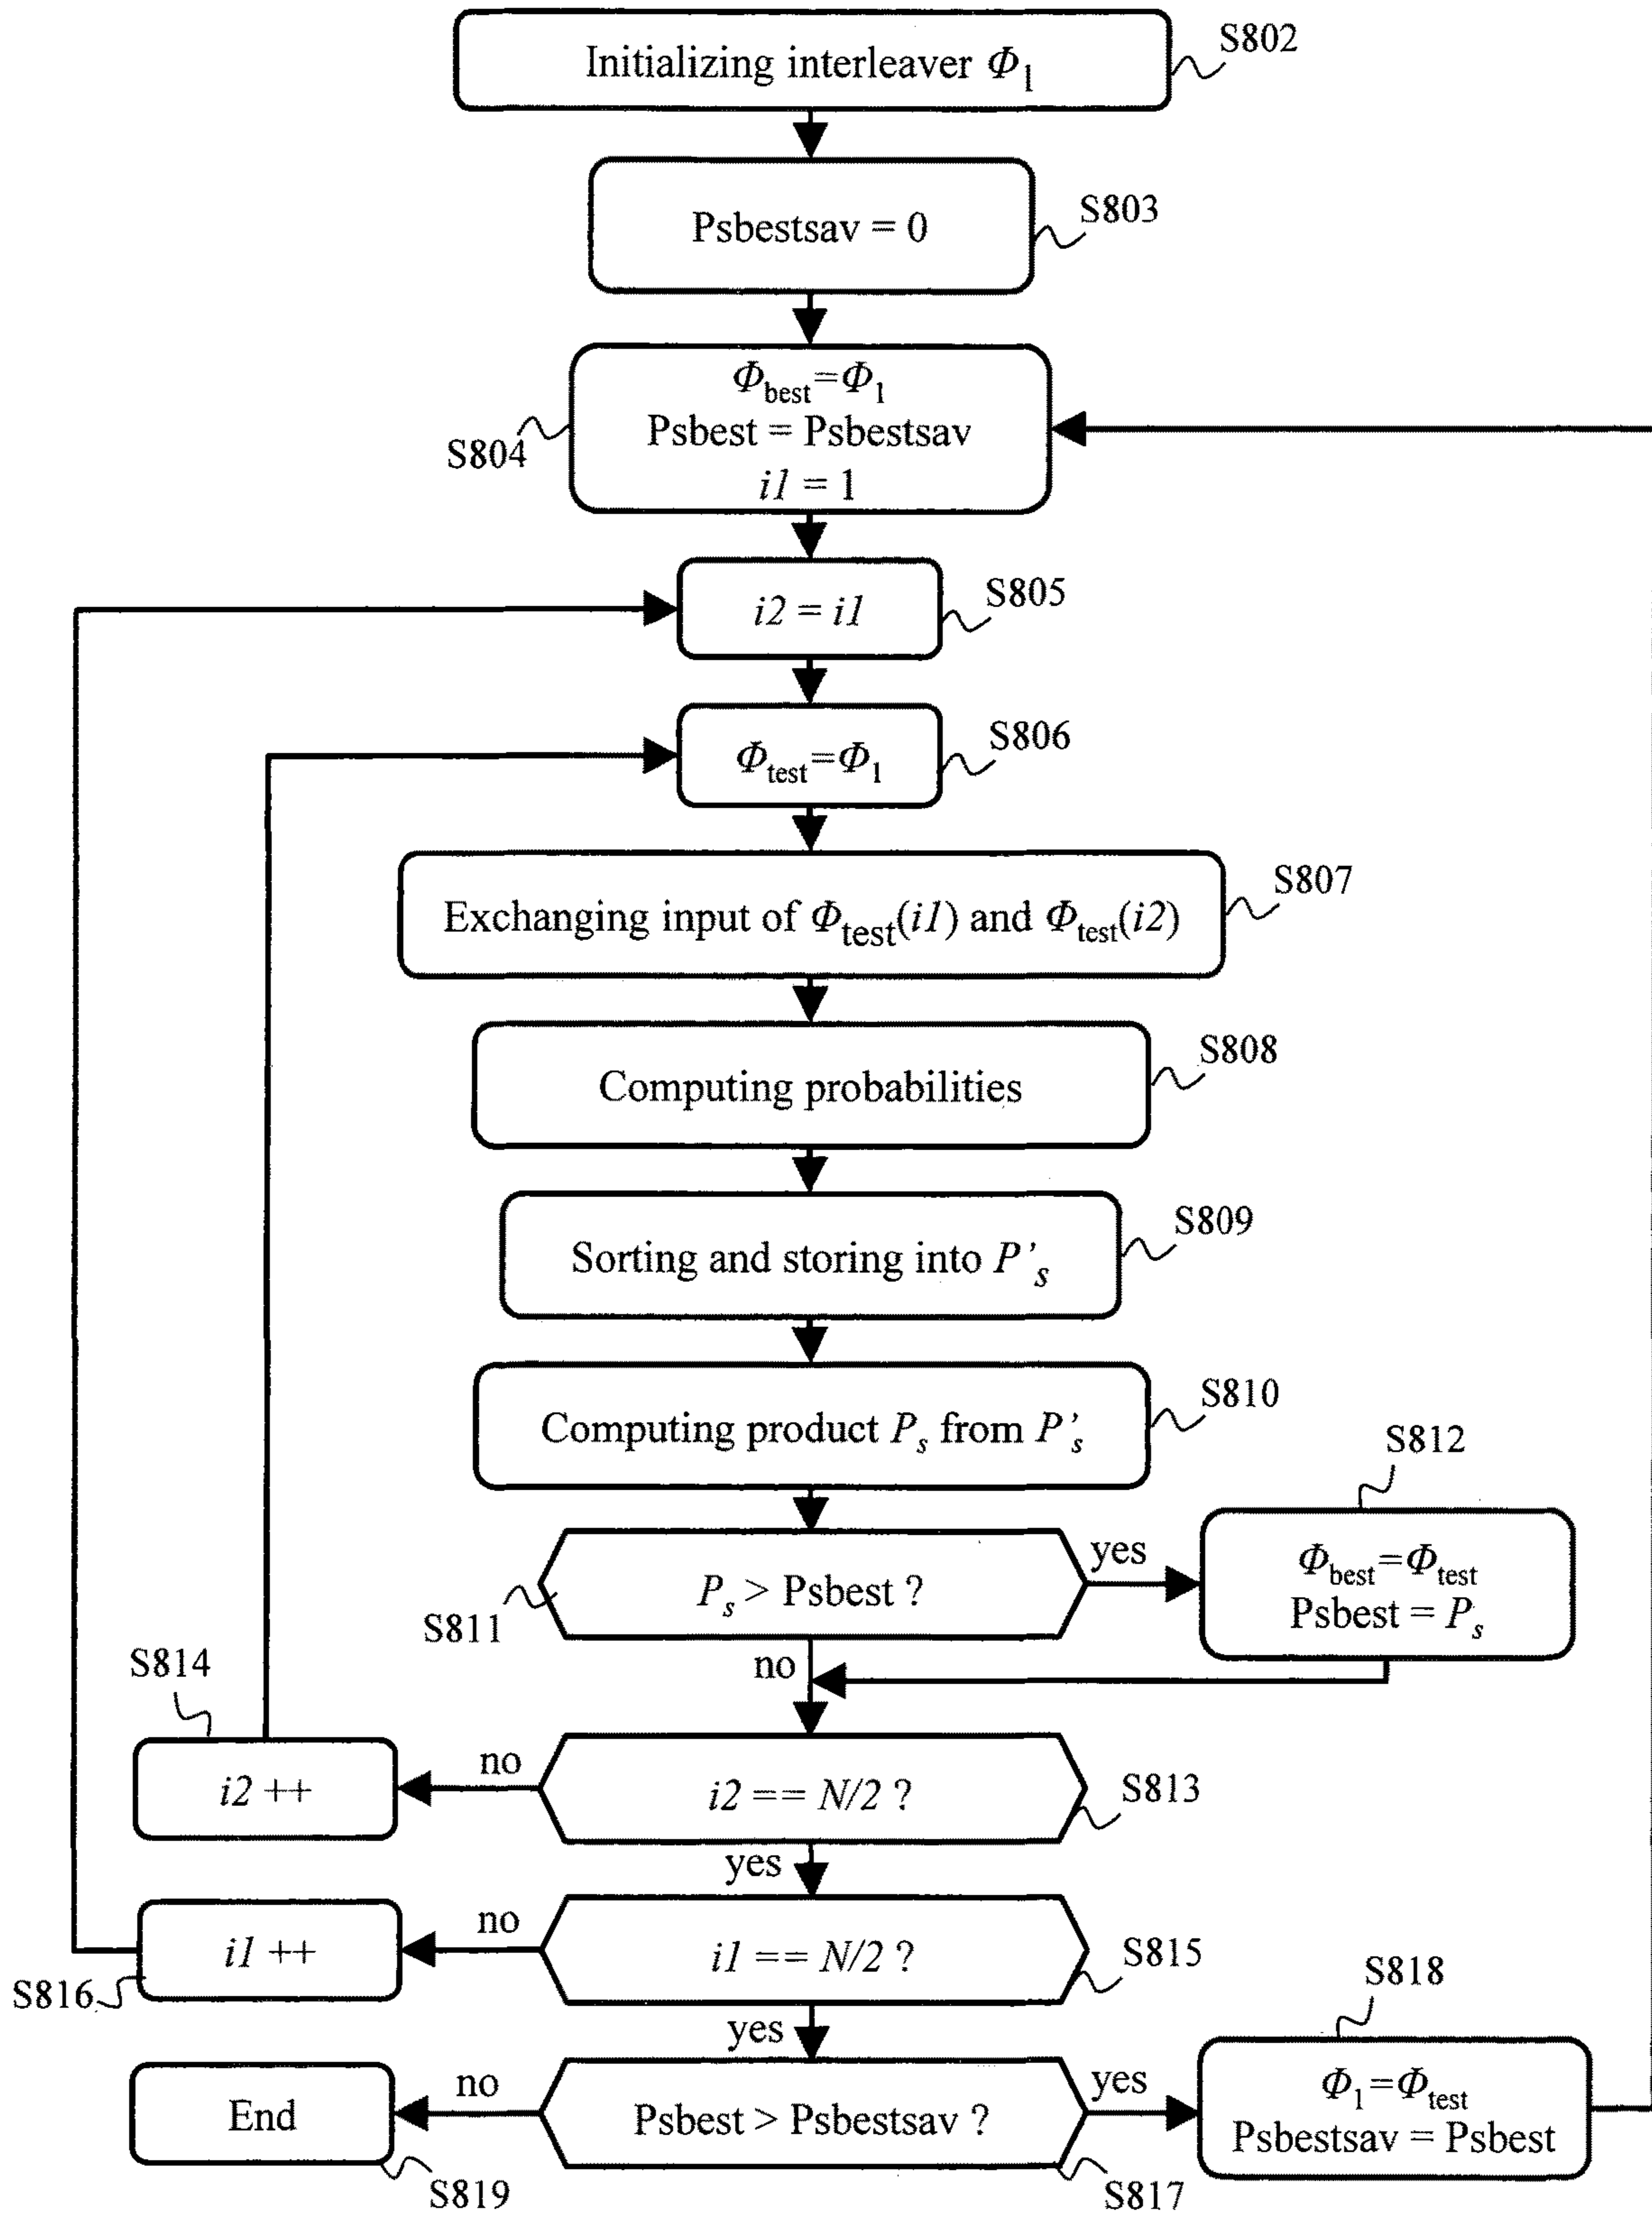 Initializing interleaver Φ1
S802
Psbestsav = 0
S803
Φbest=Φ1
Psbest = Psbestsav
i1 = 1
S804
i2 = i1
S805
Φtest=Φ1
S806
Exchanging input of Φtest(i1) and Φtest(i2)
S807
Computing probabilities
S808
Sorting and storing into P's
S809
Computing product Ps from P's
S810
Ps > Psbest ?
S811
yes
no
S812
Φbest=Φtest
Psbest = Ps
i2 == N/2 ?
S813
no
yes
S814
i2 ++
i1 == N/2 ?
S815
no
yes
i1 ++
S816
Psbest > Psbestsav ?
S817
no
yes
S818
Φ1=Φtest
Psbestsav = Psbest
End
S819